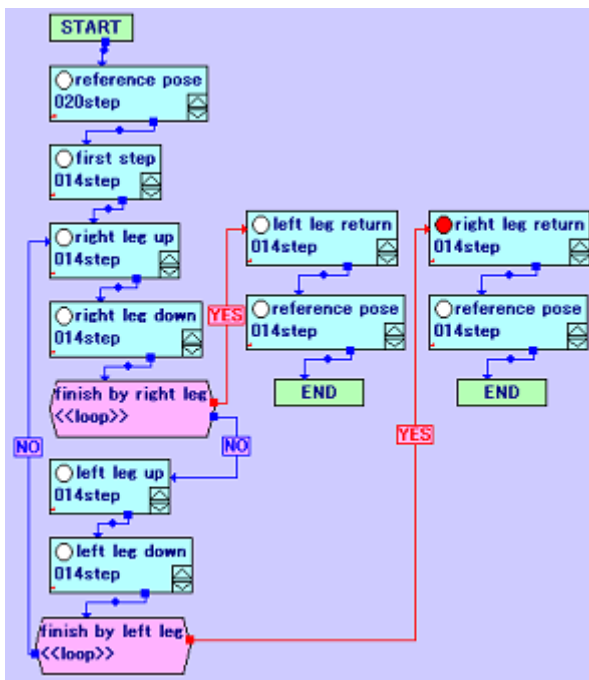 START
reference pose
020step
first step
014step
right leg up
014step
right leg down
014step
finish by right leg
<<loop>>
NO
left leg up
014step
left leg down
014step
finish by left leg
<<loop>>
NO
YES
left leg return
014step
reference pose
014step
END
YES
right leg return
014step
reference pose
014step
END